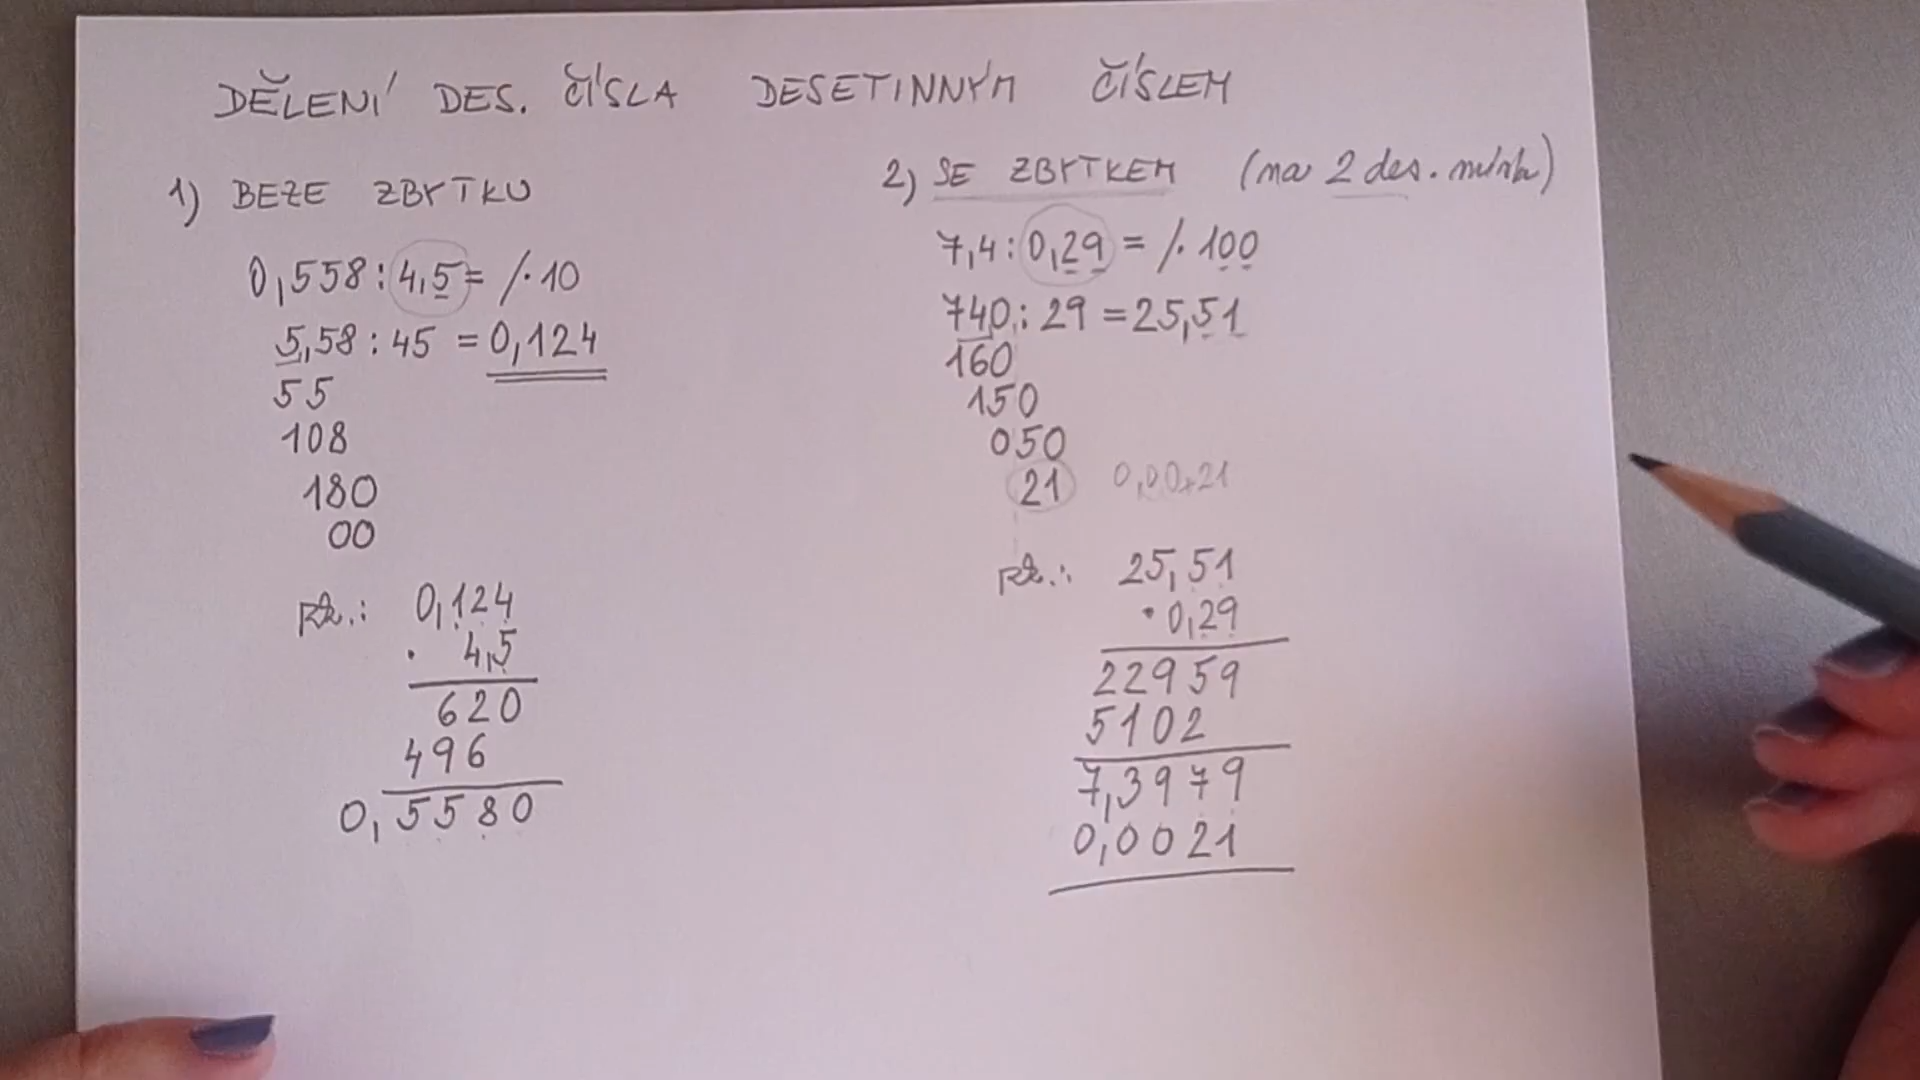 DĚLENÍ DES. ČÍSLA DESETINNÝM ČÍSLEM
1) BEZE ZBYTKU
0,558 : 4,5 = /· 10
5,58 : 45 = 0,124
55
108
180
00
zk.: 0,124
· 4,5
620
496
0,5580
2) SE ZBYTKEM (na 2 des. místa)
7,4 : 0,29 = /· 100
740 : 29 = 25,51
160
150
050
21 0,0021
zk.: 25,51
· 0,29
22959
5102
7,3979
0,0021